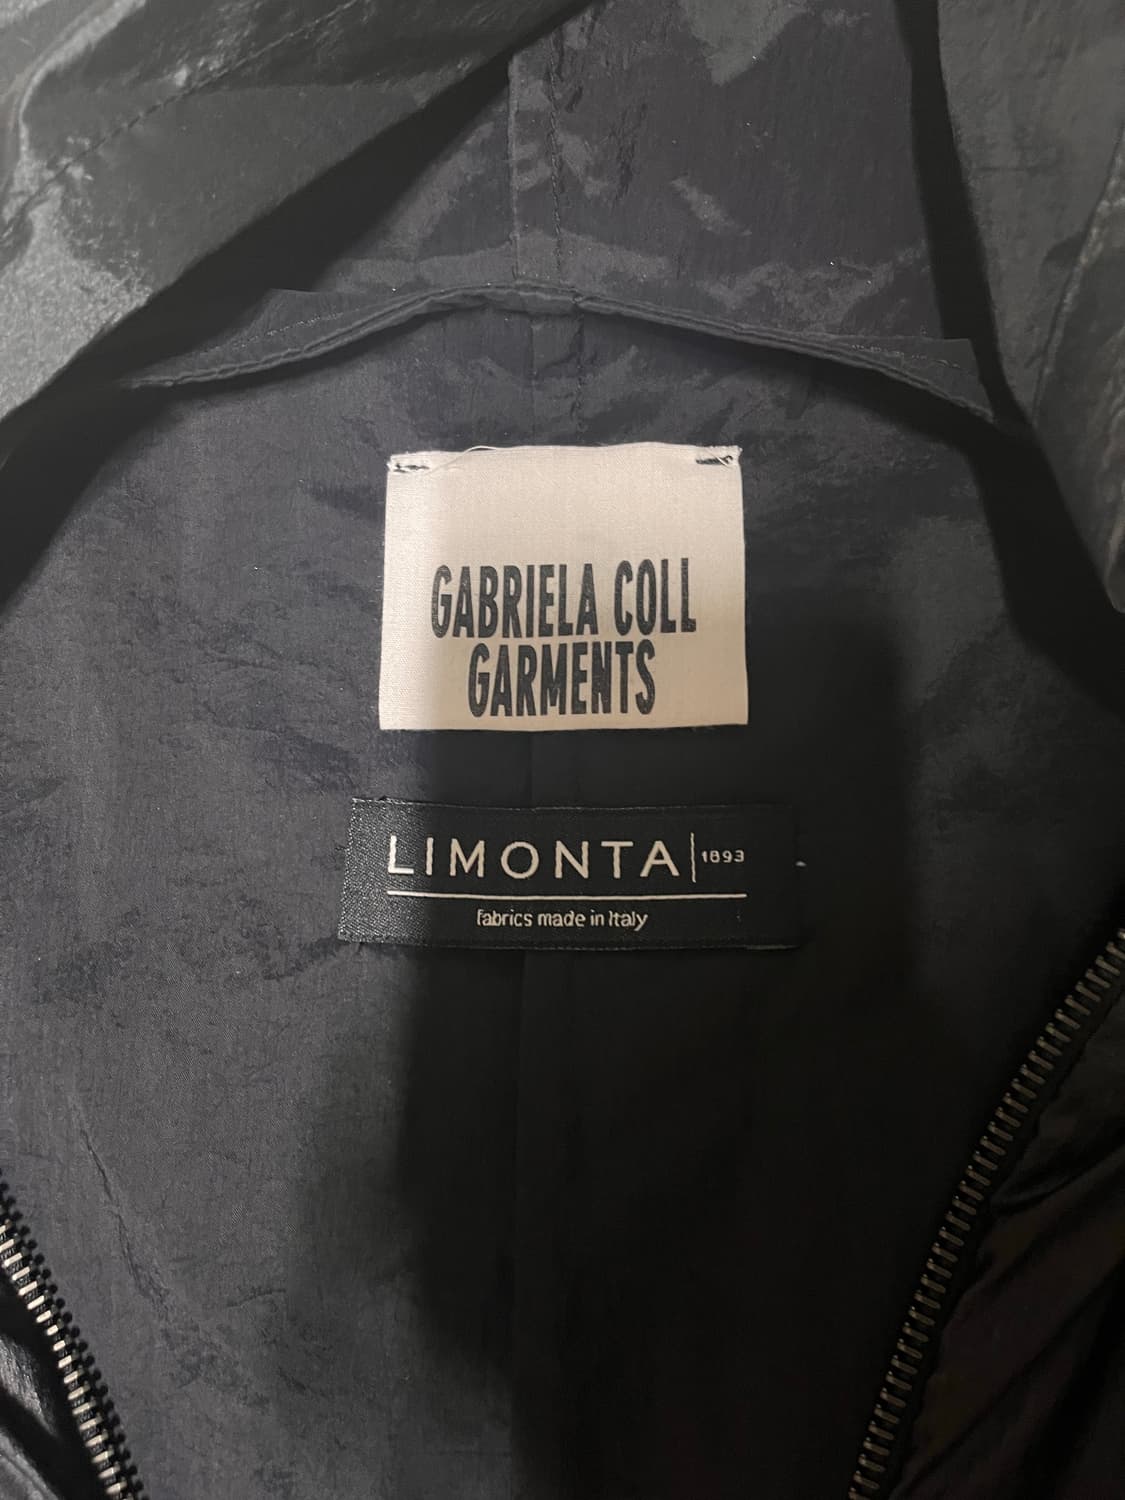 GABRIELA COLL
GARMENTS
LIMONTA 1893
fabrics made in Italy